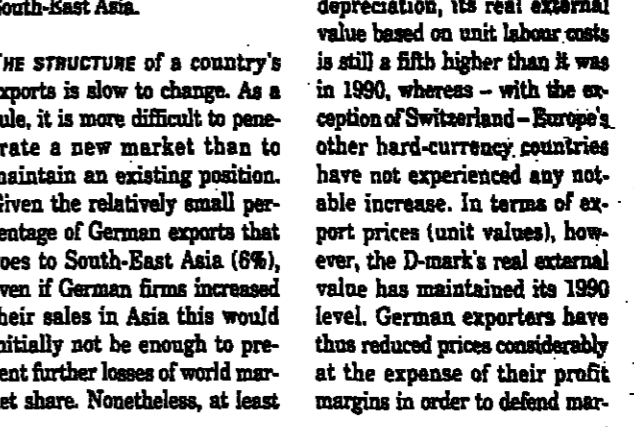 South-East Asia.
THE STRUCTURE of a country's
exports is slow to change. As a
rule, it is more difficult to pene-
trate a new market than to
maintain an existing position.
Given the relatively small per-
centage of German exports that
goes to South-East Asia (6%),
even if German firms increased
their sales in Asia this would
initially not be enough to pre-
vent further losses of world mar-
ket share. Nonetheless, at least
depreciation, its real external
value based on unit labour costs
is still a fifth higher than it was
in 1990, whereas – with the ex-
ception of Switzerland – Europe's
other hard-currency countries
have not experienced any not-
able increase. In terms of ex-
port prices (unit values), how-
ever, the D-mark's real external
value has maintained its 1990
level. German exporters have
thus reduced prices considerably
at the expense of their profit
margins in order to defend mar-